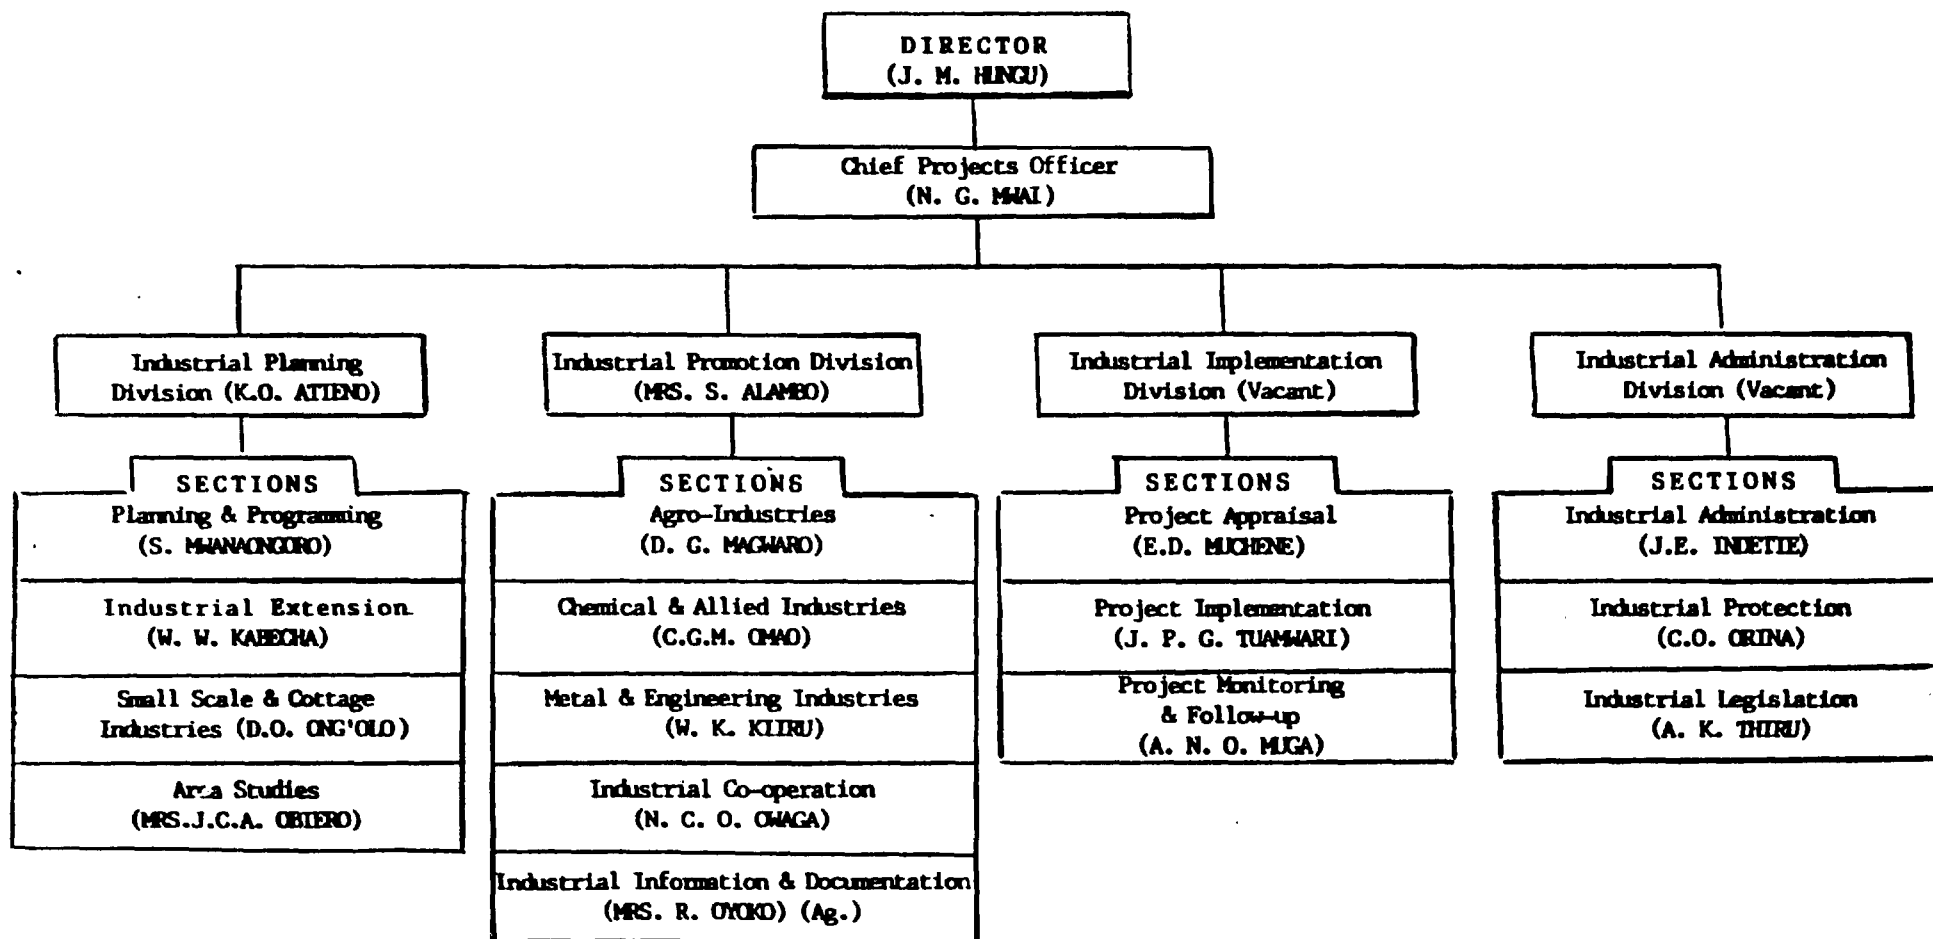 DIRECTOR
(J. M. HUNGU)
Chief Projects Officer
(N. G. MWAI)
Industrial Planning
Division (K.O. ATIENO)
SECTIONS
Planning & Programming
(S. MWANAONGORO)
Industrial Extension
(W. W. KABECHA)
Small Scale & Cottage
Industries (D.O. ONG'OLO)
Area Studies
(MRS.J.C.A. OBIERO)
Industrial Promotion Division
(MRS. S. ALAMBO)
SECTIONS
Agro-Industries
(D. G. MAGWARO)
Chemical & Allied Industries
(C.G.M. OMAO)
Metal & Engineering Industries
(W. K. KIIRU)
Industrial Co-operation
(N. C. O. OWAGA)
Industrial Information & Documentation
(MRS. R. OYOKO) (Ag.)
Industrial Implementation
Division (Vacant)
SECTIONS
Project Appraisal
(E.D. MUCHENE)
Project Implementation
(J. P. G. TUAMWARI)
Project Monitoring
& Follow-up
(A. N. O. MUGA)
Industrial Administration
Division (Vacant)
SECTIONS
Industrial Administration
(J.E. INDETIE)
Industrial Protection
(C.O. ORINA)
Industrial Legislation
(A. K. THIRU)